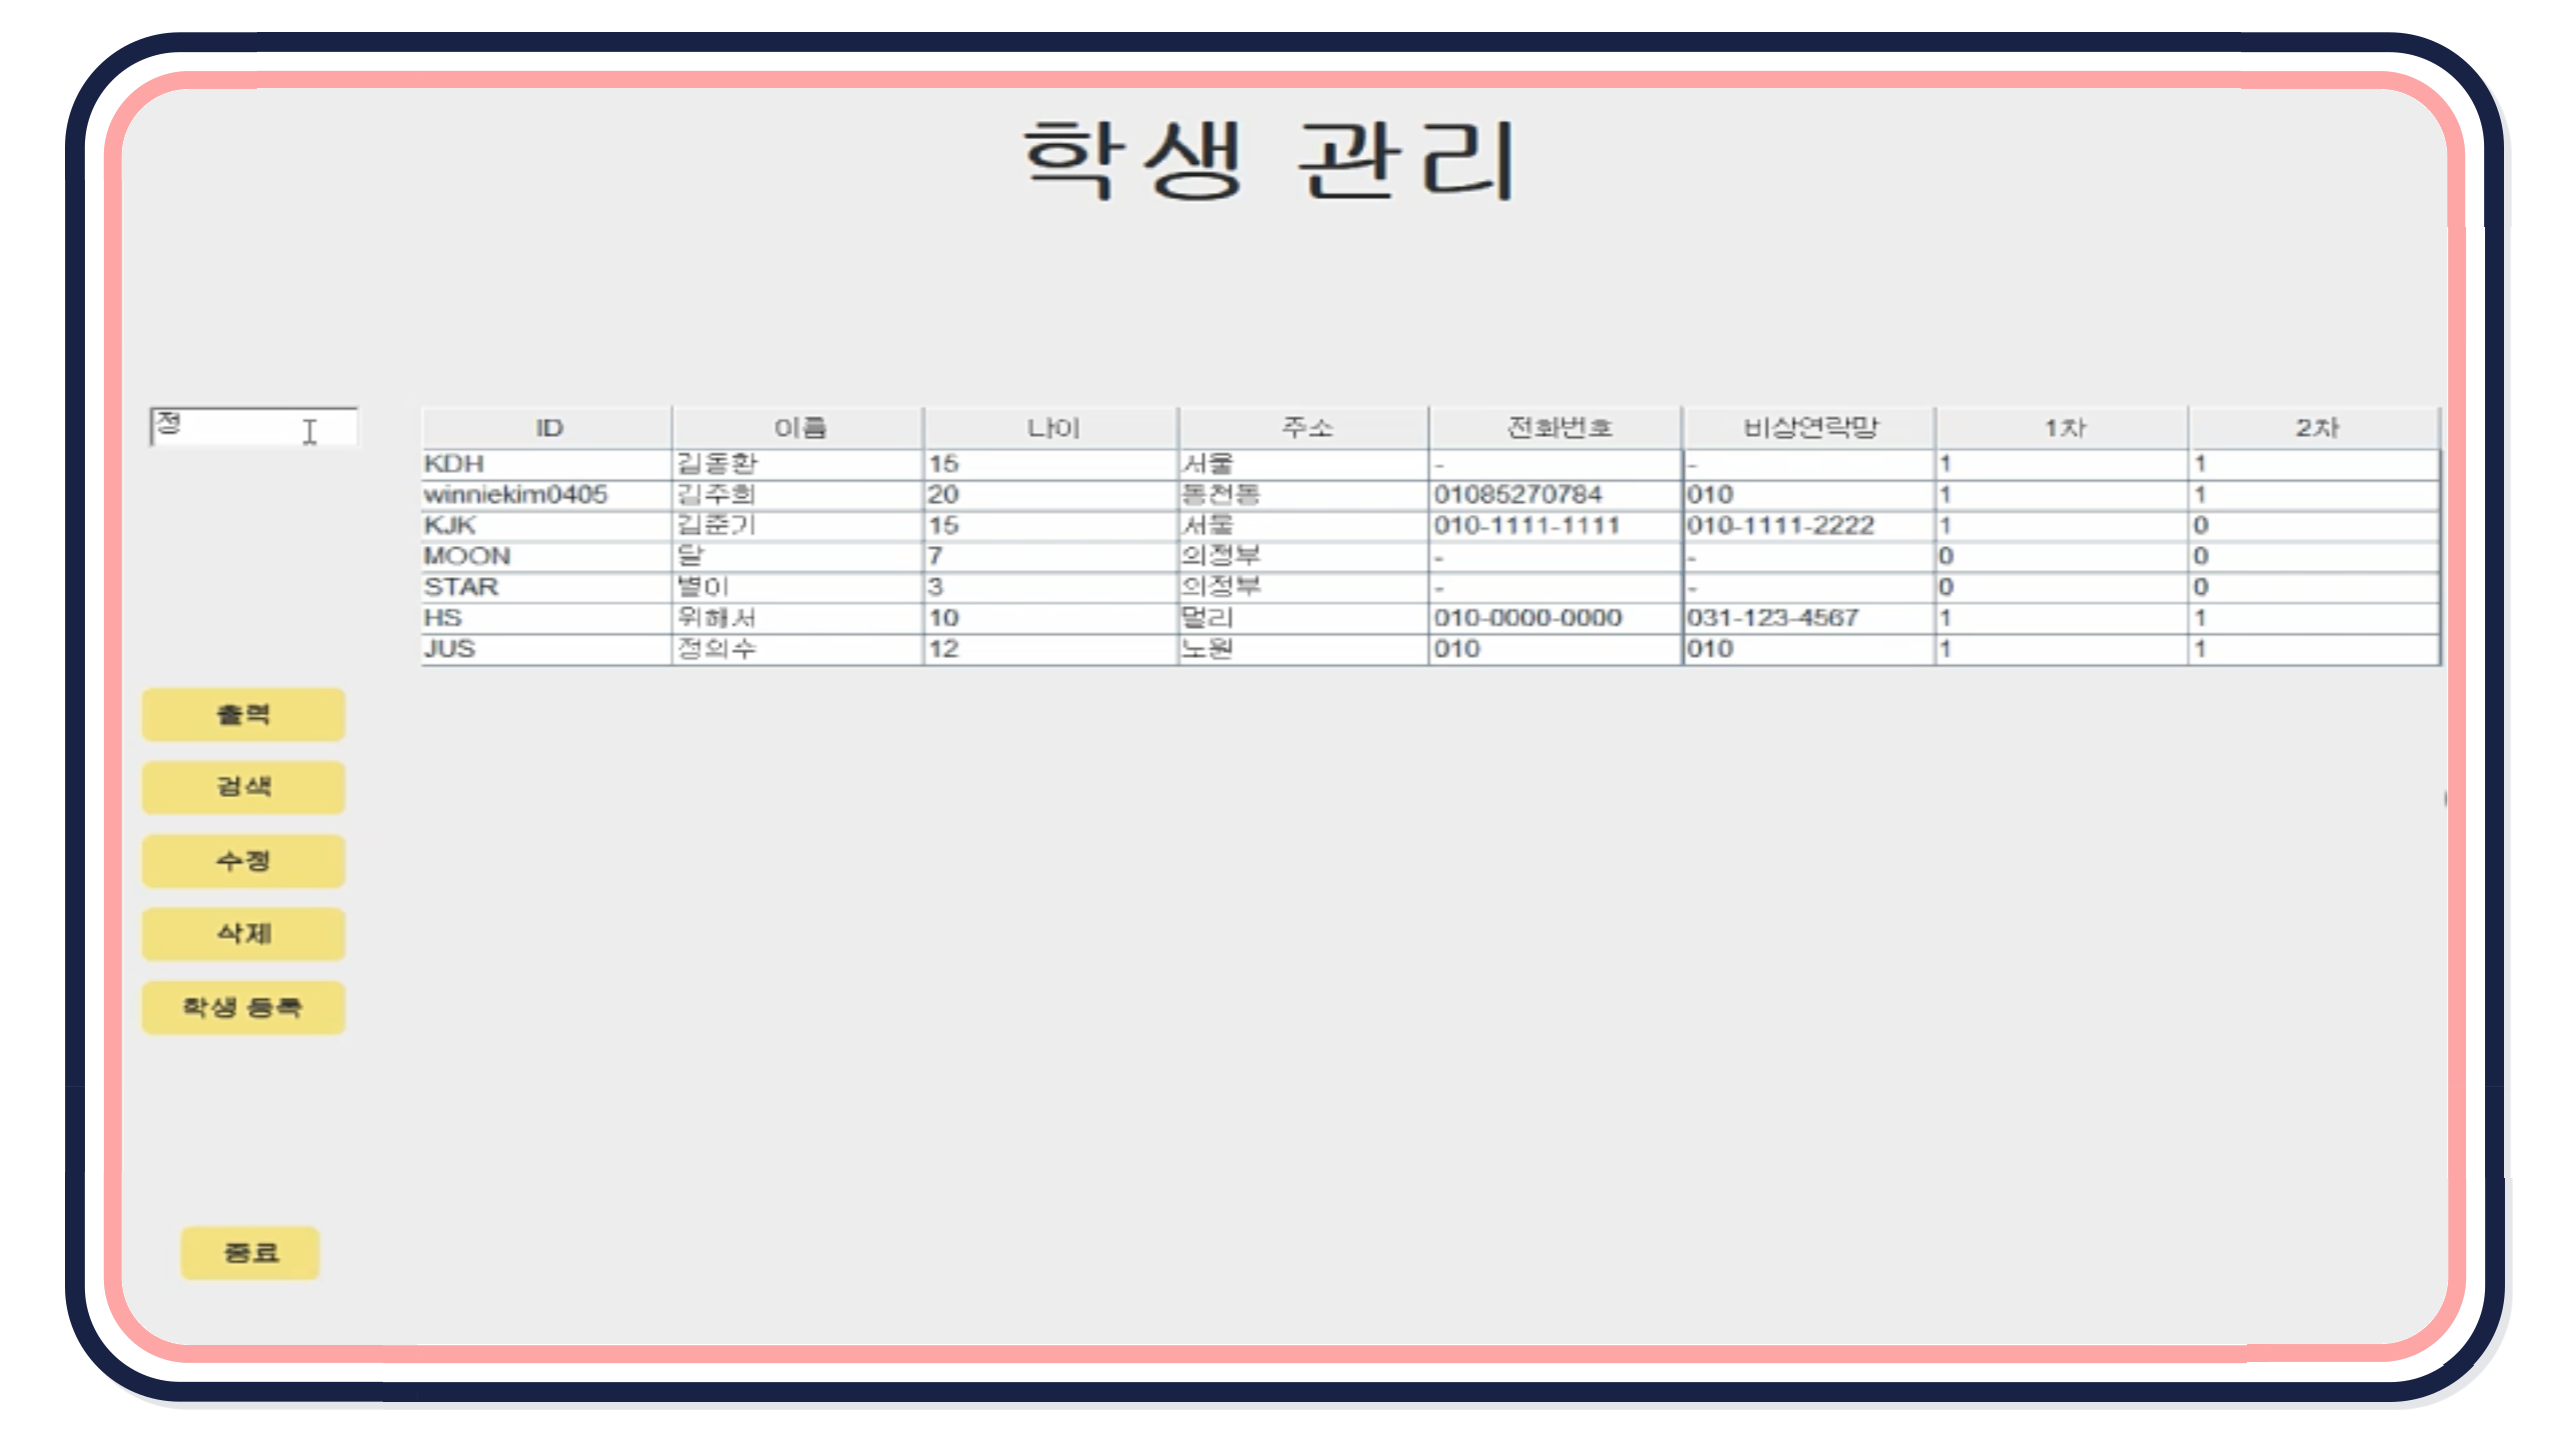 학생 관리
정
ID 이름 나이 주소 전화번호 비상연락망 1차 2차
KDH 김동환 15 서울 - - 1 1
winniekim0405 김주희 20 동천동 01085270784 010 1 1
KJK 김준기 15 서울 010-1111-1111 010-1111-2222 1 0
MOON 달 7 의정부 - - 0 0
STAR 별이 3 의정부 - - 0 0
HS 위해서 10 멀리 010-0000-0000 031-123-4567 1 1
JUS 정의수 12 노원 010 010 1 1
출력
검색
수정
삭제
학생 등록
종료